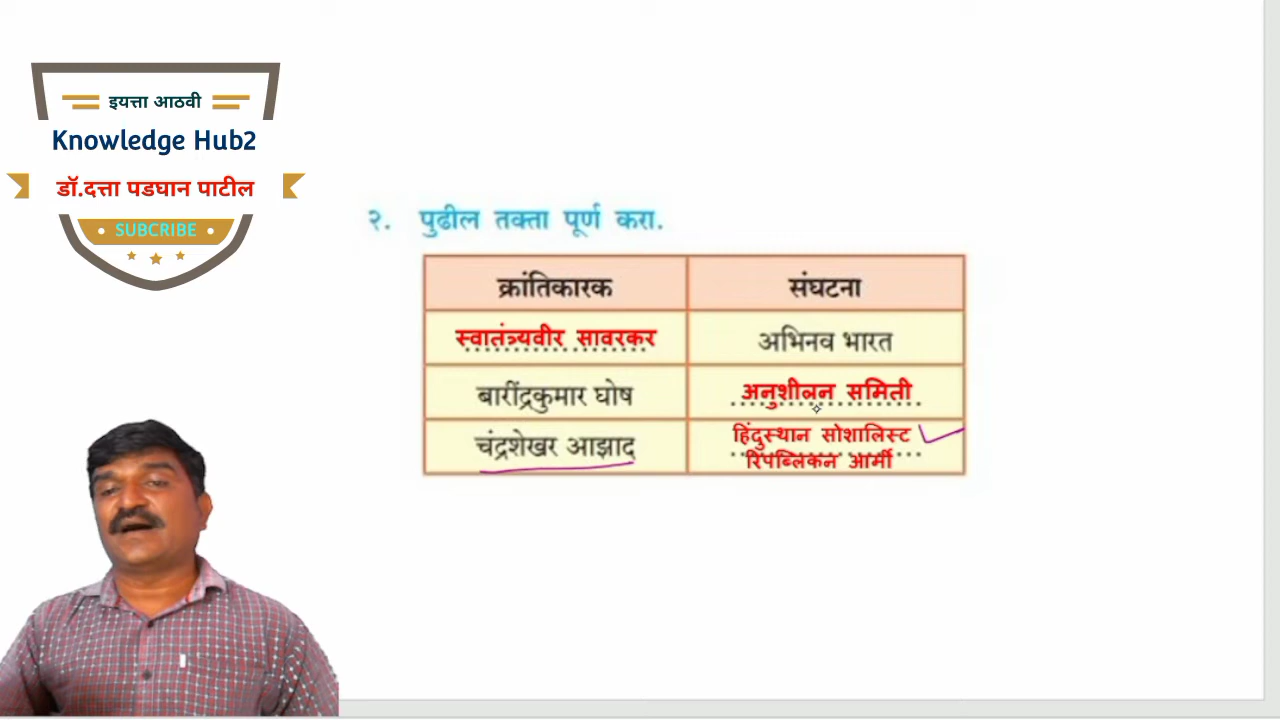 इयत्ता आठवी
Knowledge Hub2
डॉ.दत्ता पडघान पाटील
SUBCRIBE
२. पुढील तक्ता पूर्ण करा.
क्रांतिकारक संघटना
स्वातंत्र्यवीर सावरकर अभिनव भारत
बारींद्रकुमार घोष अनुशीलन समिती
चंद्रशेखर आझाद हिंदुस्थान सोशालिस्ट
रिपब्लिकन आर्मी